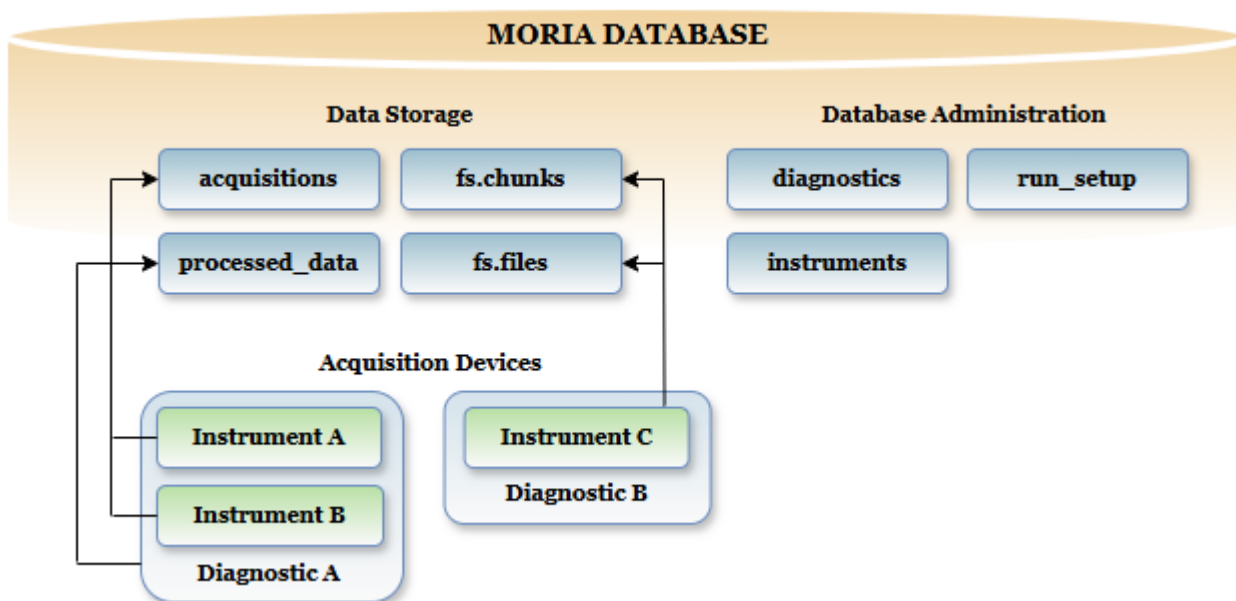 MORIA DATABASE
Data Storage
Database Administration
acquisitions
fs.chunks
diagnostics
run_setup
processed_data
fs.files
instruments
Acquisition Devices
Instrument A
Instrument C
Diagnostic B
Instrument B
Diagnostic A